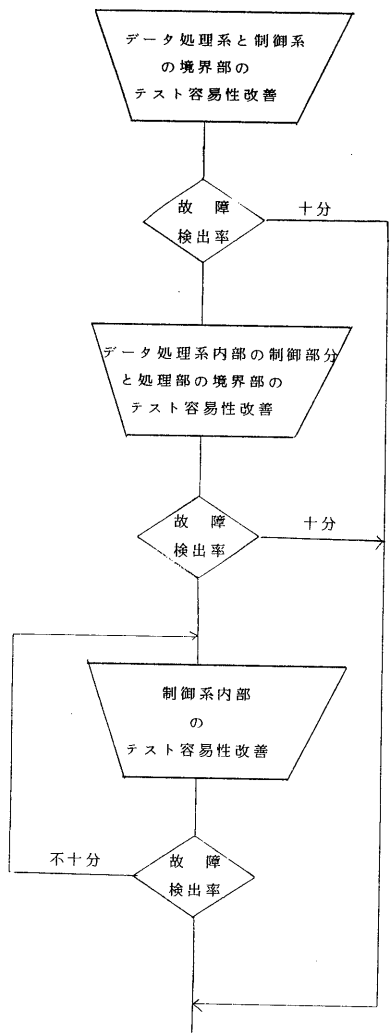 データ処理系と制御系
の境界部の
テスト容易性改善
故　障
検出率
十分
データ処理系内部の制御部分
と処理部の境界部の
テスト容易性改善
故　障
検出率
十分
制御系内部
の
テスト容易性改善
不十分
故　障
検出率